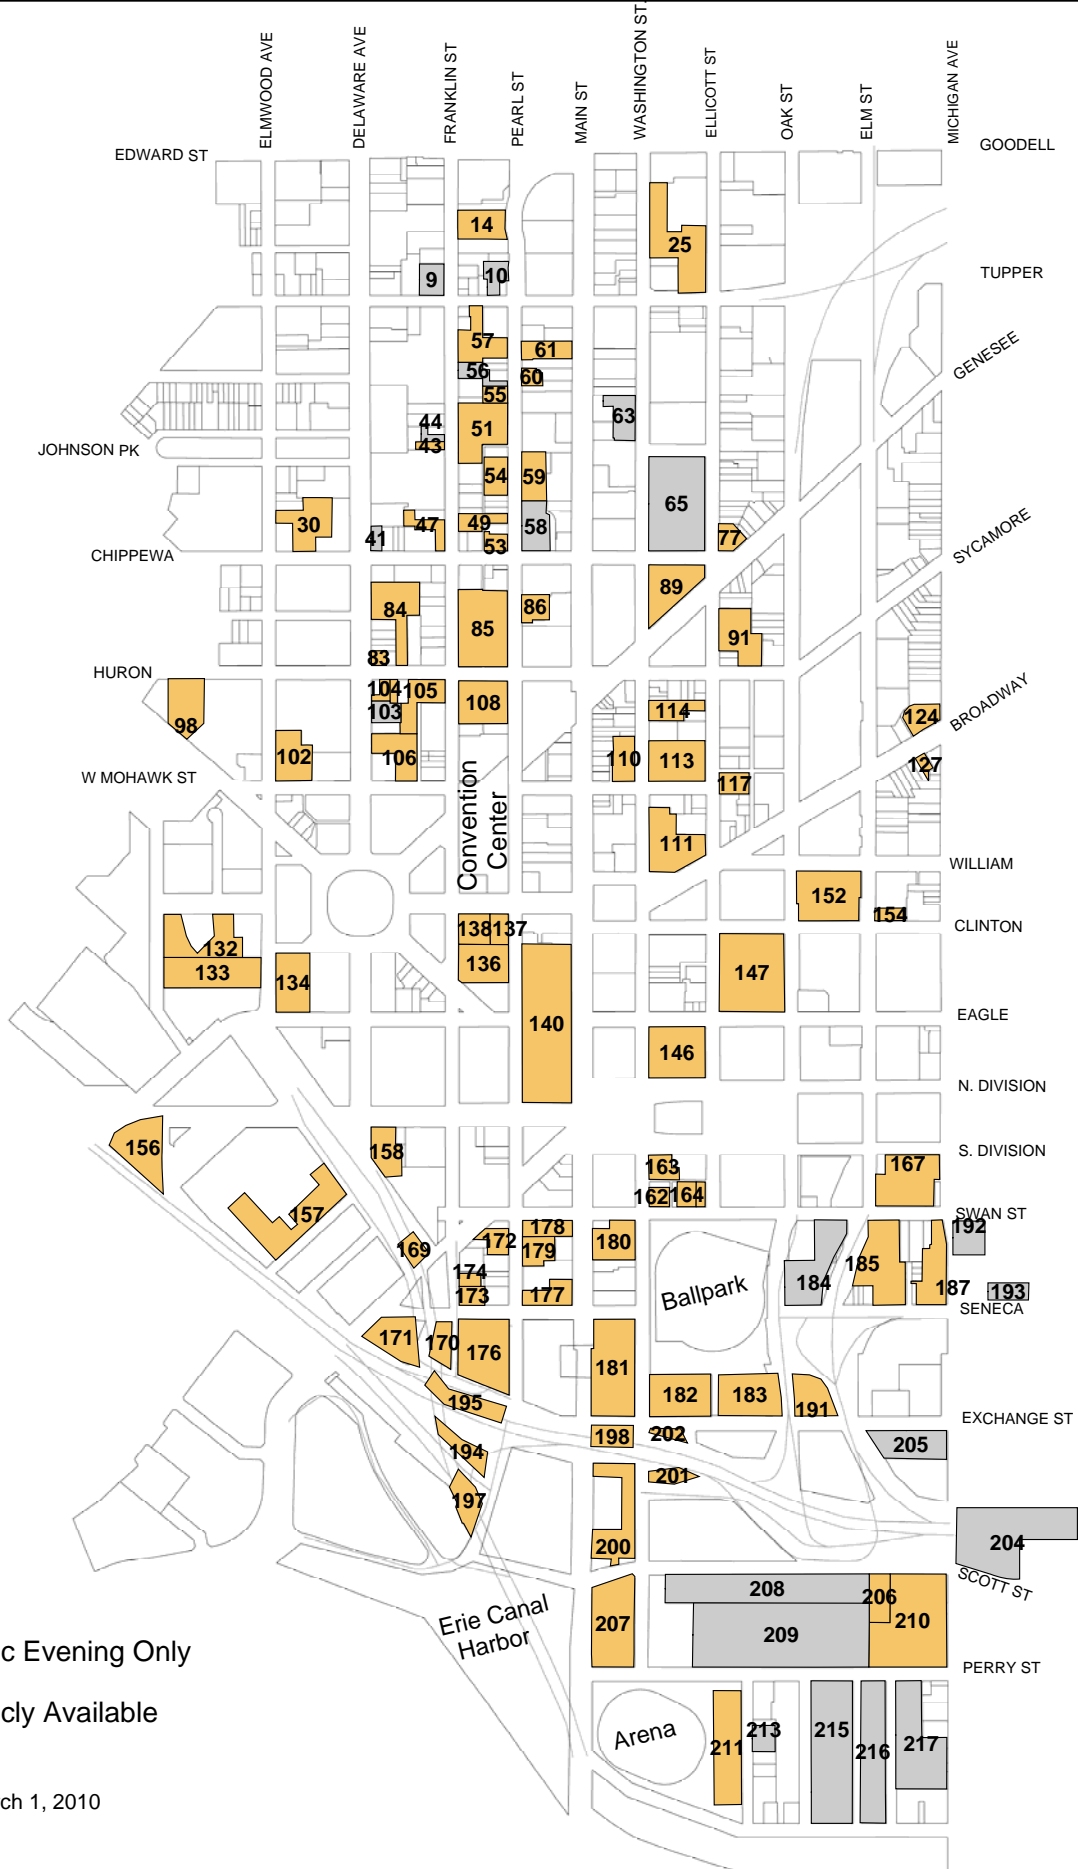 ELMWOOD AVE
DELAWARE AVE
FRANKLIN ST
PEARL ST
MAIN ST
WASHINGTON ST.
ELLICOTT ST
OAK ST
ELM ST
MICHIGAN AVE
EDWARD ST
GOODELL
14
25
9
10
TUPPER
57
61
56
60
55
GENESEE
63
44
51
43
JOHNSON PK
54
59
65
30
47
49
58
41
53
77
SYCAMORE
CHIPPEWA
89
84
86
85
91
83
HURON
104
105
108
103
114
98
124
BROADWAY
102
106
110
113
127
117
W MOHAWK ST
Convention
Center
111
WILLIAM
152
154
CLINTON
138
137
132
136
133
134
147
140
EAGLE
146
N. DIVISION
156
158
S. DIVISION
163
167
162
164
157
SWAN ST
178
192
172
180
169
179
174
185
184
173
177
Ballpark
187
193
SENECA
171
170
176
181
182
183
195
191
EXCHANGE ST
198
202
205
194
201
197
200
204
SCOTT ST
208
206
207
209
210
Erie Canal
Harbor
c Evening Only
PERRY ST
cly Available
Arena
213
215
211
216
217
ch 1, 2010